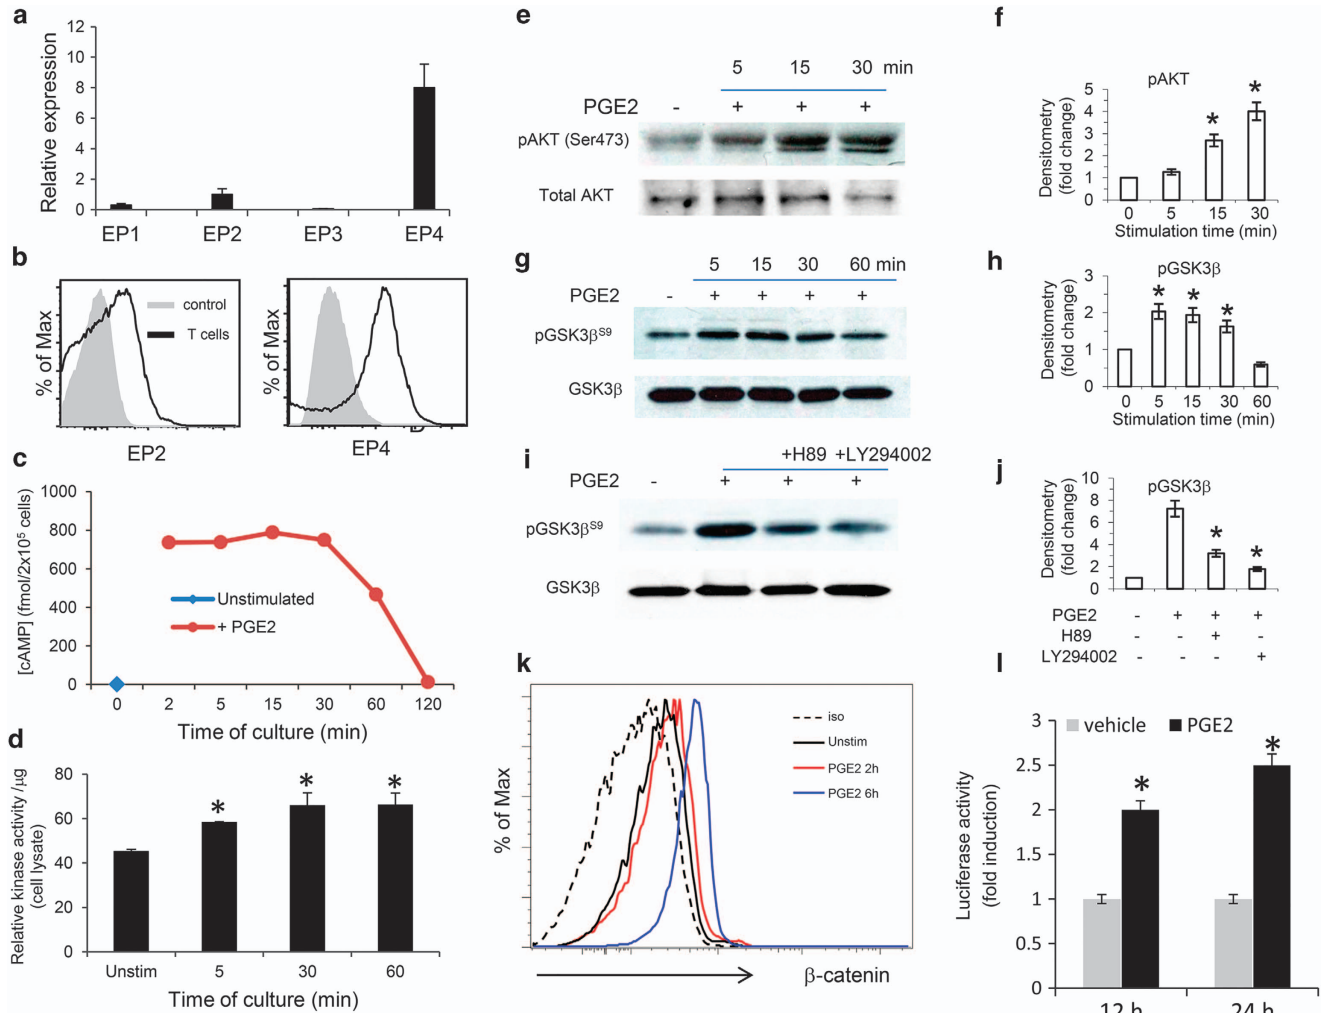 a
12
10
8
6
4
2
0
Relative expression
EP1 EP2 EP3 EP4
b
% of Max
control
T cells
EP2
% of Max
EP4
c
[cAMP] (fmol/2x10⁵ cells)
1000
800
600
400
200
0
Unstimulated
+ PGE2
0 2 5 15 30 60 120
Time of culture (min)
d
Relative kinase activity /µg
(cell lysate)
80
60
40
20
0
* * *
Unstim 5 30 60
Time of culture (min)
e
5 15 30 min
PGE2 - + + +
pAKT (Ser473)
Total AKT
f
pAKT
Densitometry
(fold change)
5
4
3
2
1
0
* *
0 5 15 30
Stimulation time (min)
g
5 15 30 60 min
PGE2 - + + + +
pGSK3β^S9
GSK3β
h
pGSK3β
Densitometry
(fold change)
3
2
1
0
* * *
0 5 15 30 60
Stimulation time (min)
i
+H89 +LY294002
PGE2 - + + +
pGSK3β^S9
GSK3β
j
pGSK3β
Densitometry
(fold change)
10
8
6
4
2
0
* *
PGE2 - + + +
H89 - - + -
LY294002 - - - +
k
% of Max
iso
Unstim
PGE2 2h
PGE2 6h
β-catenin
l
vehicle PGE2
Luciferase activity
(fold induction)
3
2.5
2
1.5
1
0.5
0
* *
12 h 24 h